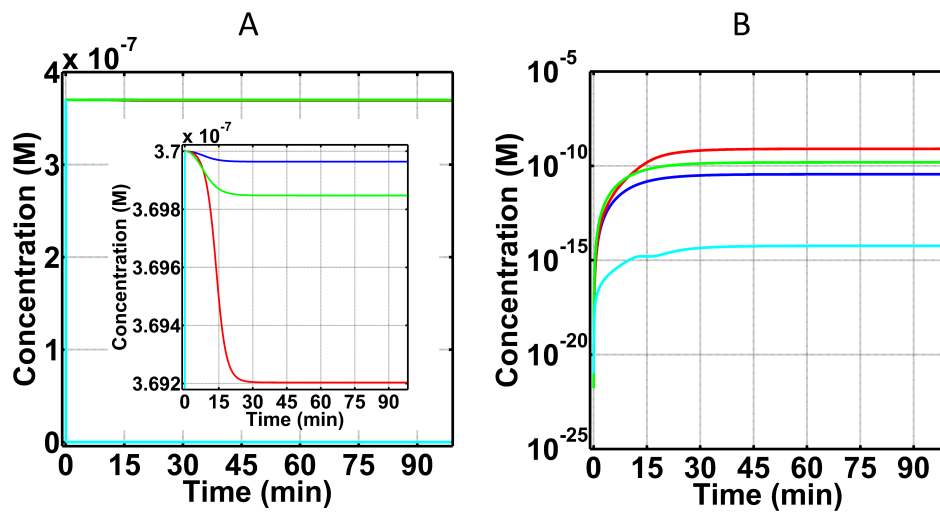 A
4 x 10⁻⁷
3
2
1
0
Concentration (M)
0 15 30 45 60 75 90
Time (min)
3.7 x 10⁻⁷
3.698
3.696
3.694
3.692
Concentration (M)
0 15 30 45 60 75 90
Time (min)
B
10⁻⁵
10⁻¹⁰
10⁻¹⁵
10⁻²⁰
10⁻²⁵
Concentration (M)
0 15 30 45 60 75 90
Time (min)